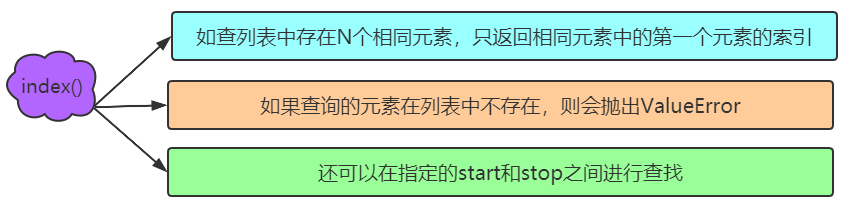 如查列表中存在N个相同元素，只返回相同元素中的第一个元素的索引
index()
如果查询的元素在列表中不存在，则会抛出ValueError
还可以在指定的start和stop之间进行查找